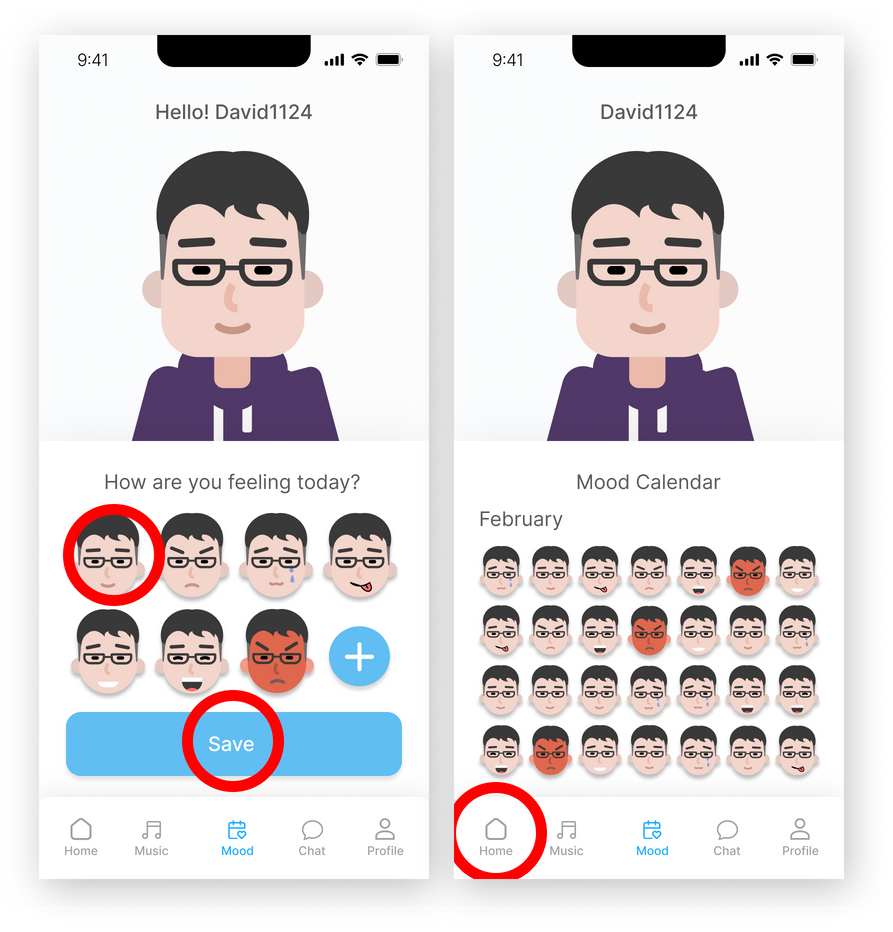 9:41
Hello! David1124
How are you feeling today?
Save
Home Music Mood Chat Profile
9:41
David1124
Mood Calendar
February
Home Music Mood Chat Profile